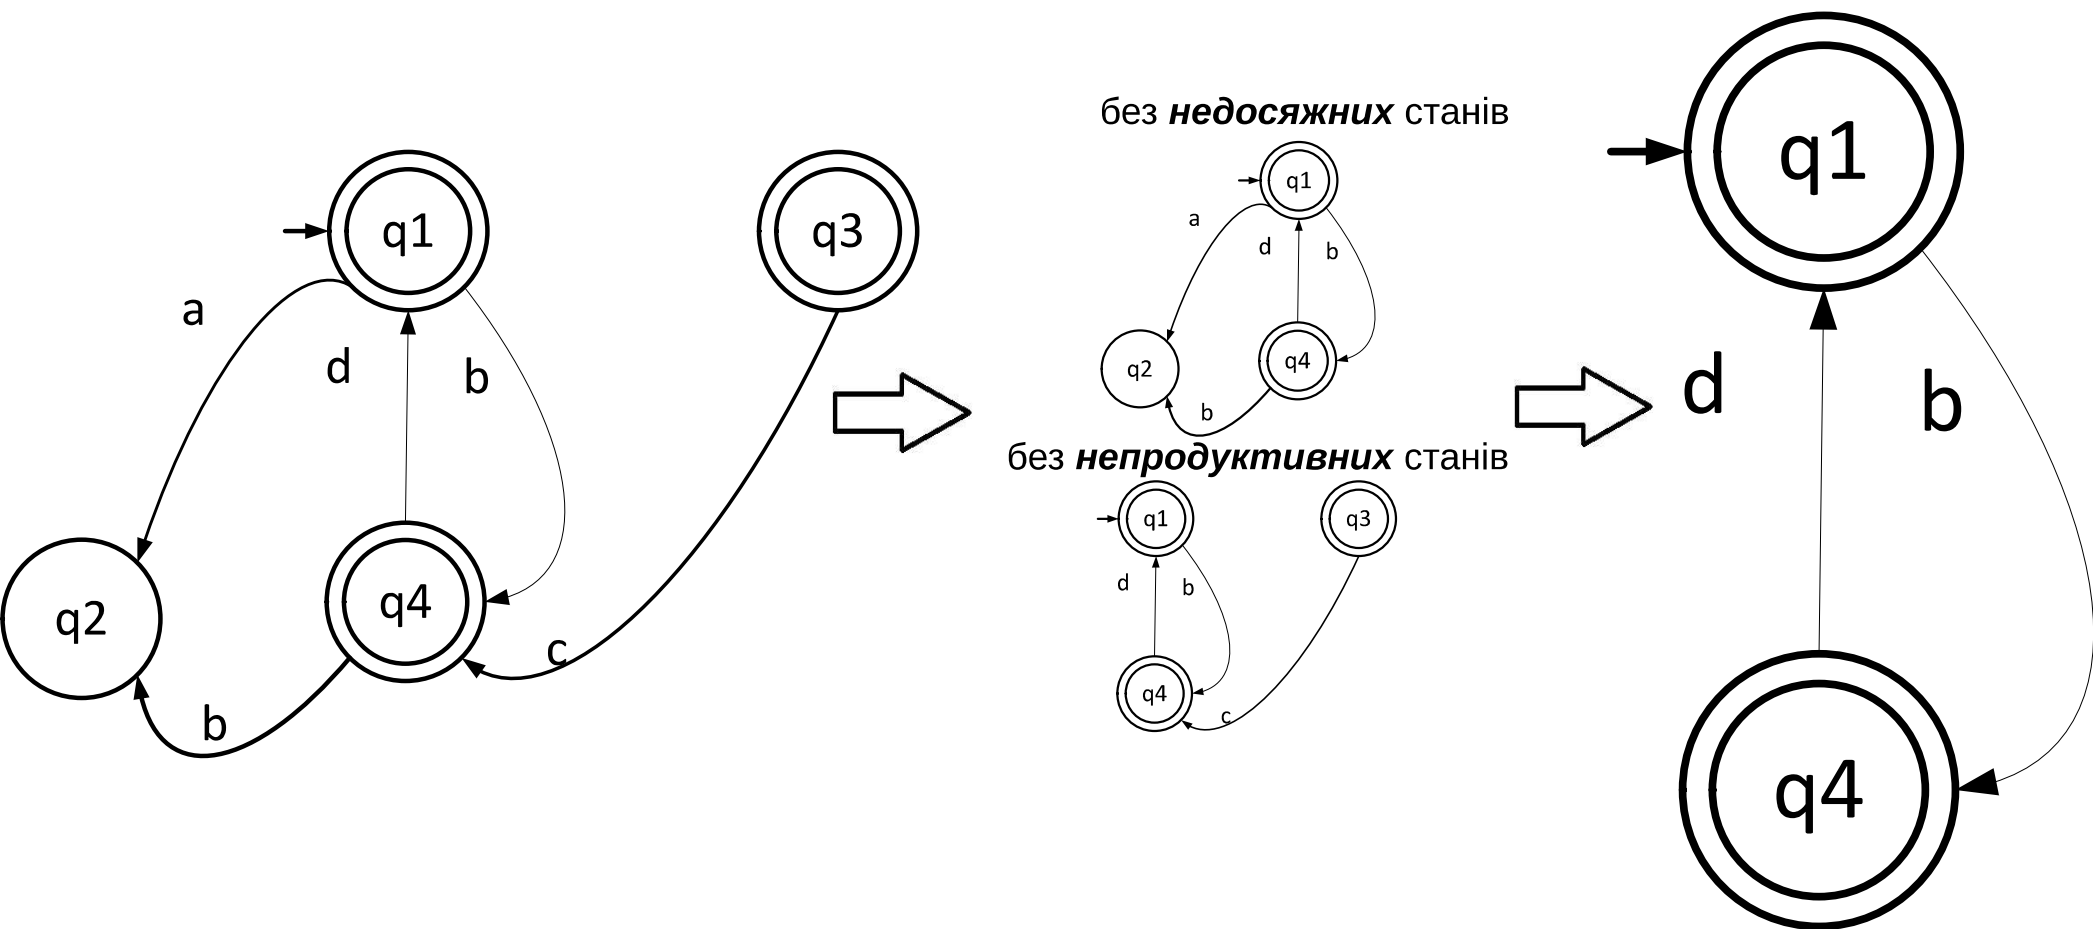 q1
q3
a
d
b
q2
q4
c
b
без недосяжних станів
q1
a
d
b
q2
q4
b
без непродуктивних станів
q1
q3
d
b
q4
c
q1
d
b
q4